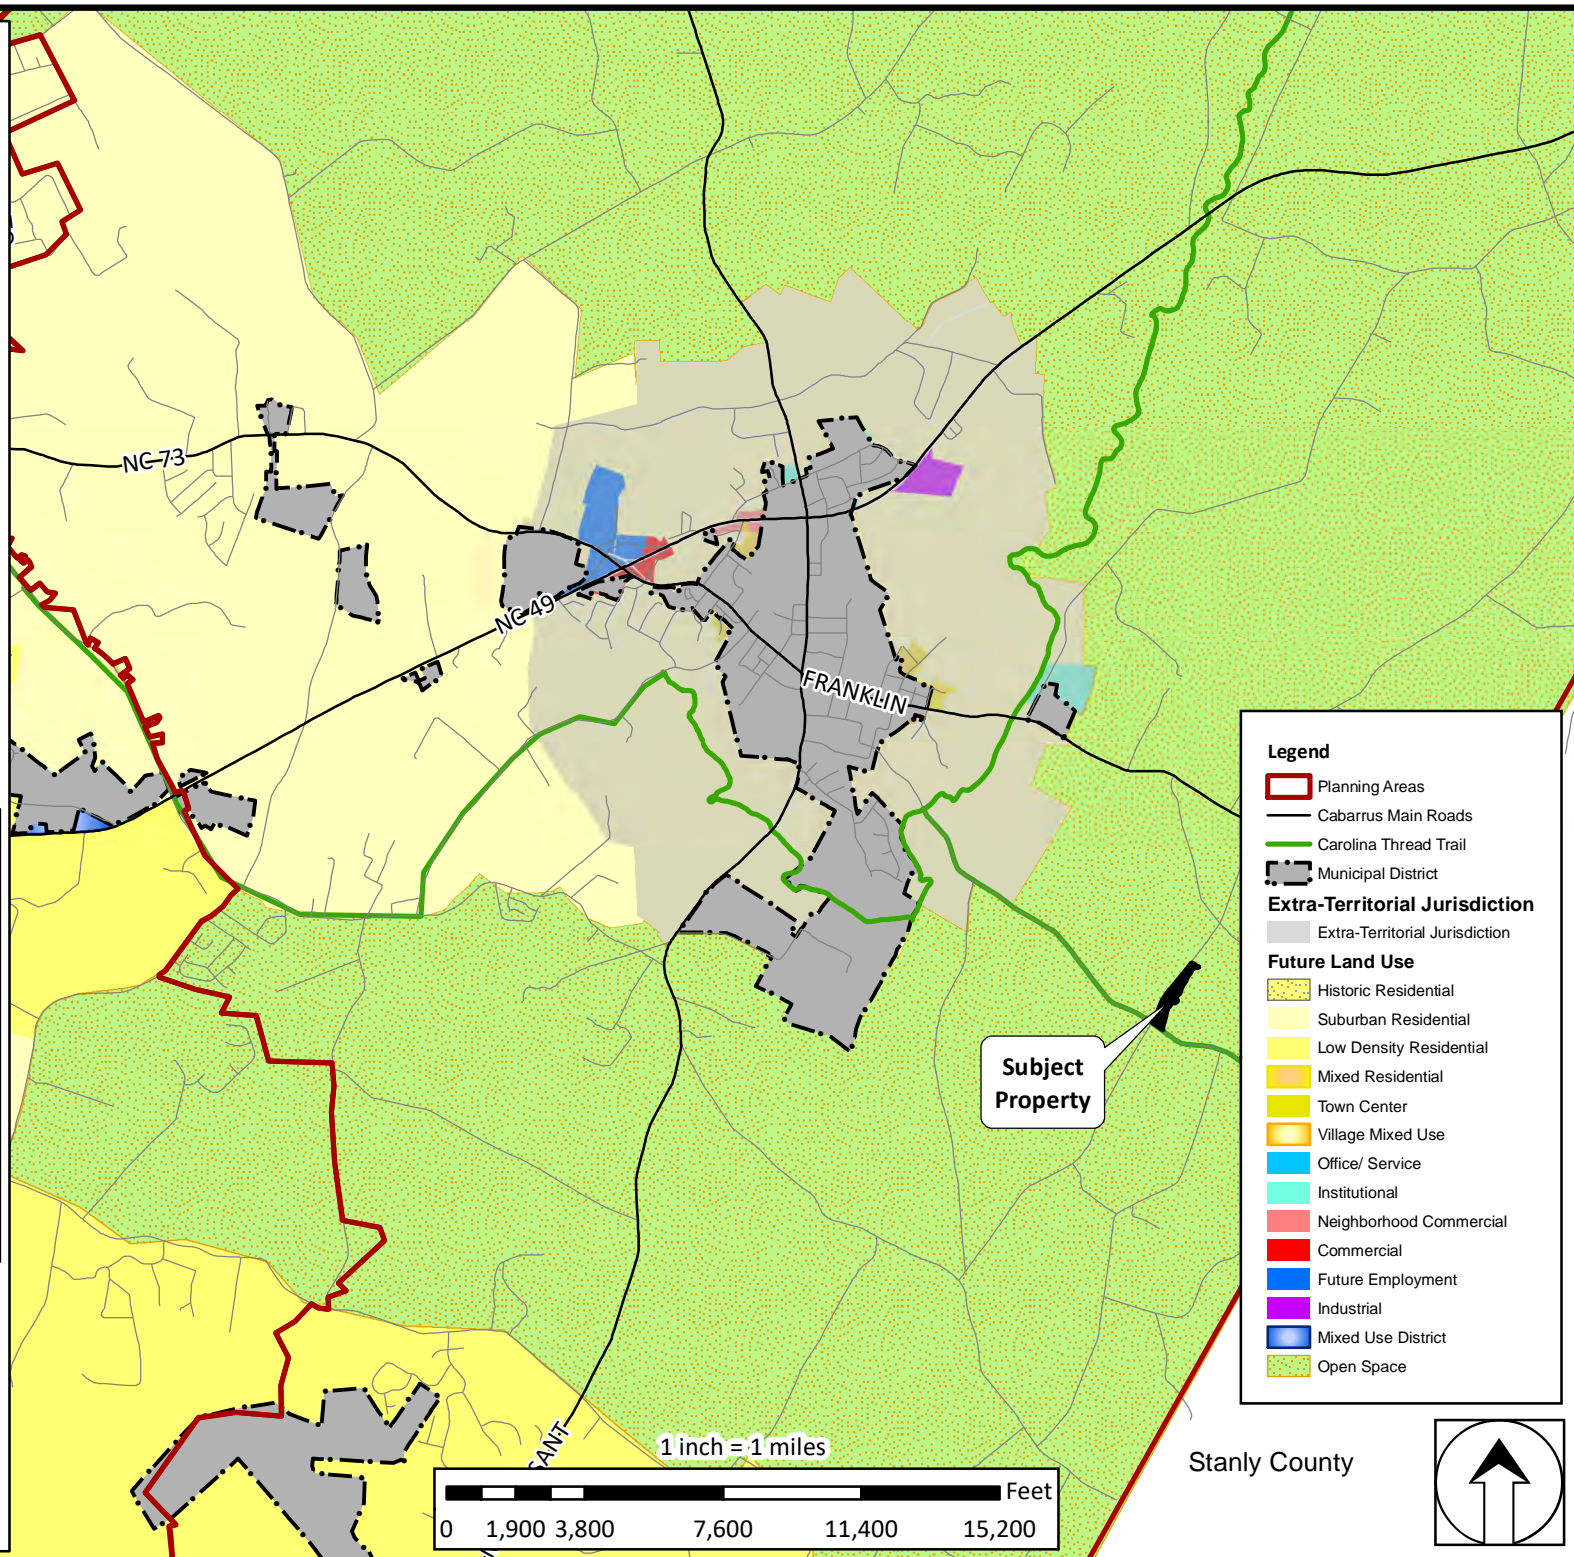 NC 73
NC 49
FRANKLIN
Subject
Property
Legend
Planning Areas
Cabarrus Main Roads
Carolina Thread Trail
Municipal District
Extra-Territorial Jurisdiction
Extra-Territorial Jurisdiction
Future Land Use
Historic Residential
Suburban Residential
Low Density Residential
Mixed Residential
Town Center
Village Mixed Use
Office/ Service
Institutional
Neighborhood Commercial
Commercial
Future Employment
Industrial
Mixed Use District
Open Space
SANT
1 inch = 1 miles
Feet
0 1,900 3,800 7,600 11,400 15,200
Stanly County